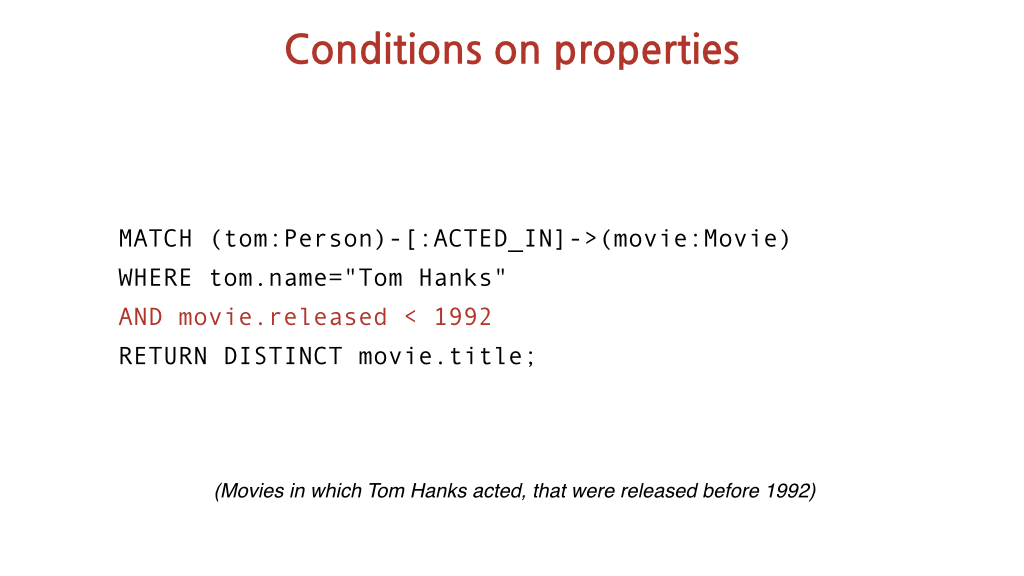 Conditions on properties
MATCH (tom:Person)-[:ACTED_IN]->(movie:Movie)
WHERE tom.name="Tom Hanks"
AND movie.released < 1992
RETURN DISTINCT movie.title;
(Movies in which Tom Hanks acted, that were released before 1992)